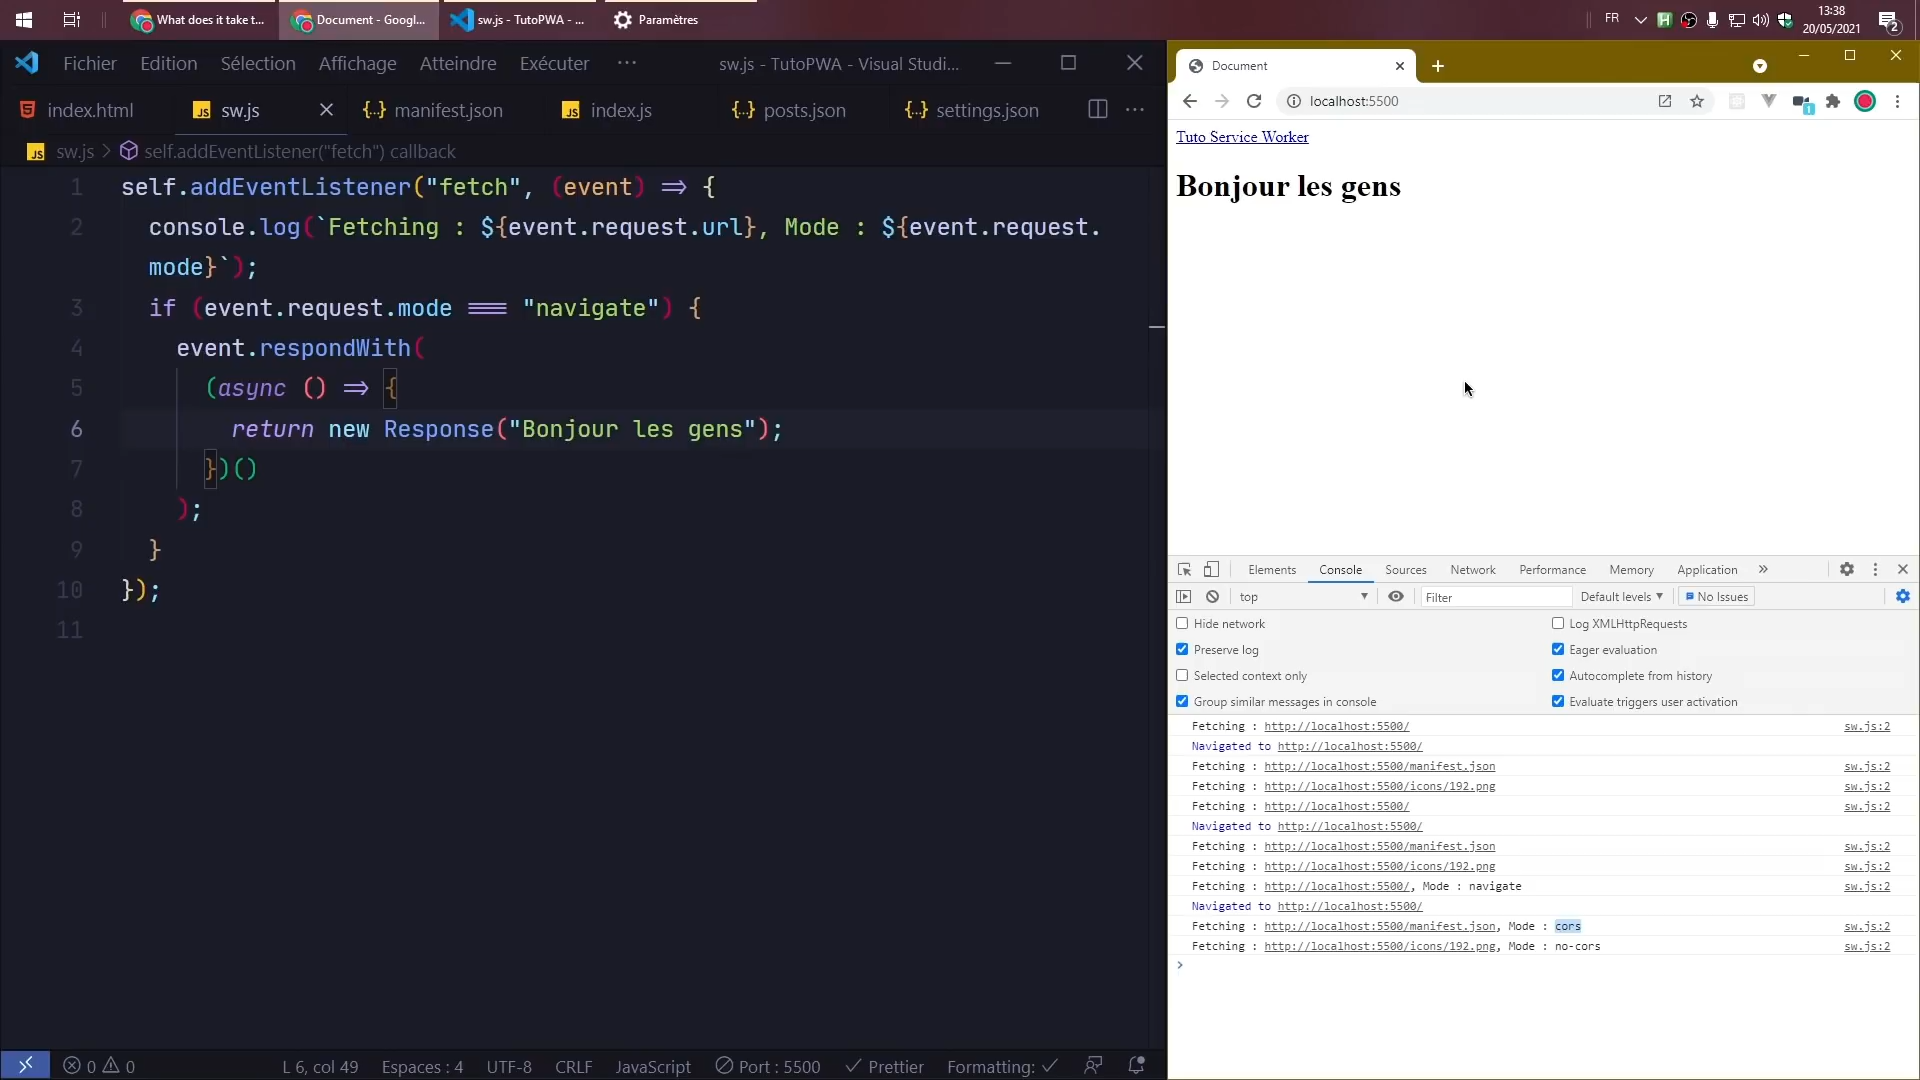 What does it take t...
Document - Googl...
sw.js - TutoPWA - ...
Paramètres
FR
13:38
20/05/2021
2
Fichier Edition Sélection Affichage Atteindre Exécuter ··· sw.js - TutoPWA - Visual Studi...
index.html JS sw.js {..} manifest.json JS index.js {..} posts.json {..} settings.json ···
JS sw.js > self.addEventListener("fetch") callback
1 self.addEventListener("fetch", (event) => {
2 console.log(`Fetching : ${event.request.url}, Mode : ${event.request.
mode}`);
3 if (event.request.mode === "navigate") {
4 event.respondWith(
5 (async () => {
6 return new Response("Bonjour les gens");
7 })()
8 );
9 }
10 });
11
0 0 L 6, col 49 Espaces : 4 UTF-8 CRLF JavaScript Port : 5500 Prettier Formatting:
Document
localhost:5500
1
Tuto Service Worker
Bonjour les gens
Elements Console Sources Network Performance Memory Application »
top Filter Default levels No Issues
Hide network Log XMLHttpRequests
Preserve log Eager evaluation
Selected context only Autocomplete from history
Group similar messages in console Evaluate triggers user activation
Fetching : http://localhost:5500/ sw.js:2
Navigated to http://localhost:5500/
Fetching : http://localhost:5500/manifest.json sw.js:2
Fetching : http://localhost:5500/icons/192.png sw.js:2
Fetching : http://localhost:5500/ sw.js:2
Navigated to http://localhost:5500/
Fetching : http://localhost:5500/manifest.json sw.js:2
Fetching : http://localhost:5500/icons/192.png sw.js:2
Fetching : http://localhost:5500/, Mode : navigate sw.js:2
Navigated to http://localhost:5500/
Fetching : http://localhost:5500/manifest.json, Mode : cors sw.js:2
Fetching : http://localhost:5500/icons/192.png, Mode : no-cors sw.js:2
>